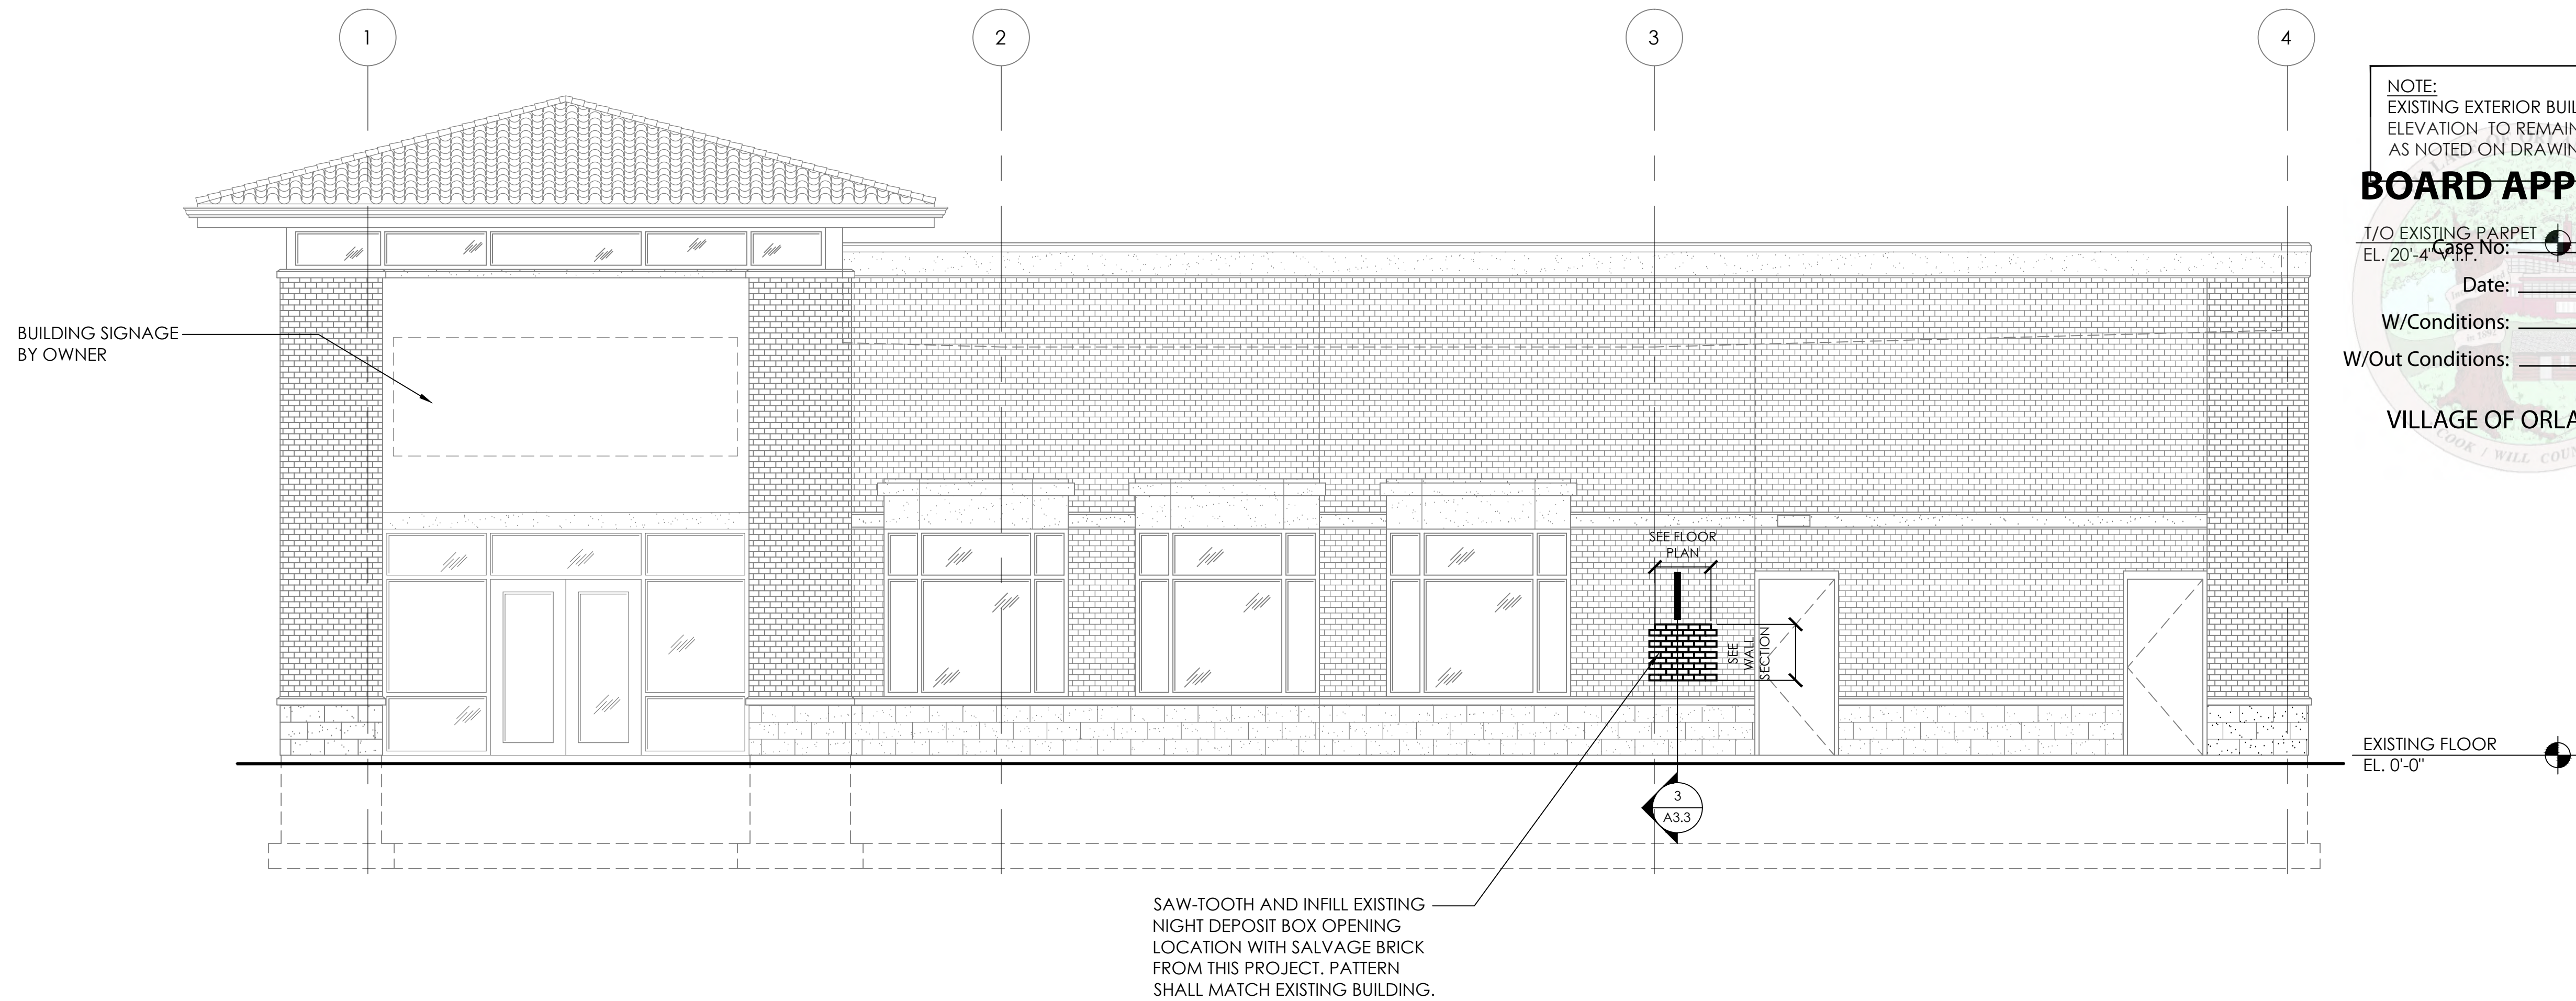 1
2
3
4
NOTE:
EXISTING EXTERIOR BUIL
ELEVATION TO REMAIN
AS NOTED ON DRAWIN
BOARD APP
T/O EXISTING PARPET
EL. 20'-4" V.I.F.
Case No:
Date:
W/Conditions:
W/Out Conditions:
VILLAGE OF ORLA
COOK / WILL COUN
BUILDING SIGNAGE
BY OWNER
SEE FLOOR
PLAN
SEE
WALL
SECTION
EXISTING FLOOR
EL. 0'-0"
3
A3.3
SAW-TOOTH AND INFILL EXISTING
NIGHT DEPOSIT BOX OPENING
LOCATION WITH SALVAGE BRICK
FROM THIS PROJECT. PATTERN
SHALL MATCH EXISTING BUILDING.